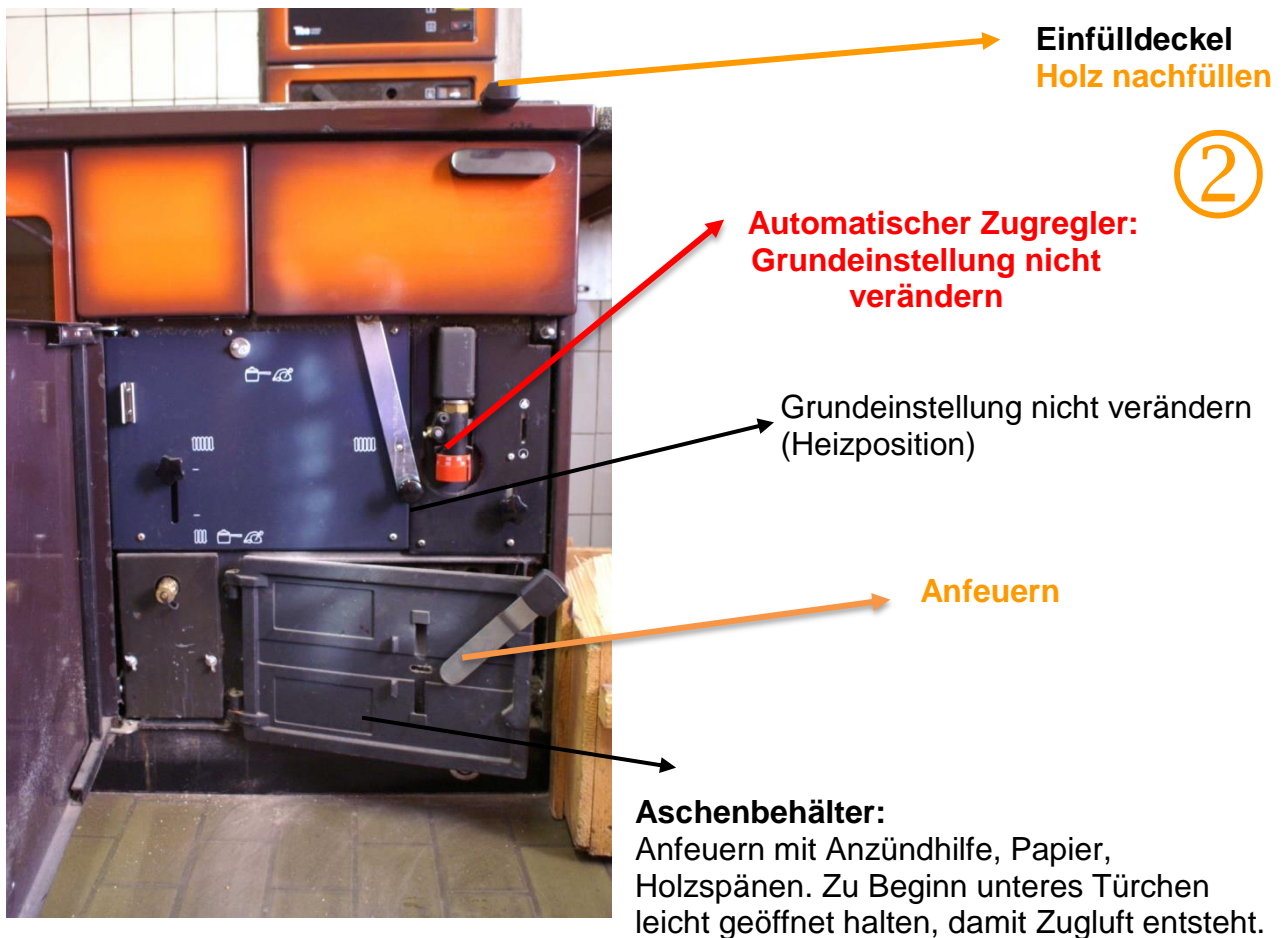 Einfülldeckel
Holz nachfüllen
2
Automatischer Zugregler:
Grundeinstellung nicht
verändern
Grundeinstellung nicht verändern
(Heizposition)
Anfeuern
Aschenbehälter:
Anfeuern mit Anzündhilfe, Papier,
Holzspänen. Zu Beginn unteres Türchen
leicht geöffnet halten, damit Zugluft entsteht.